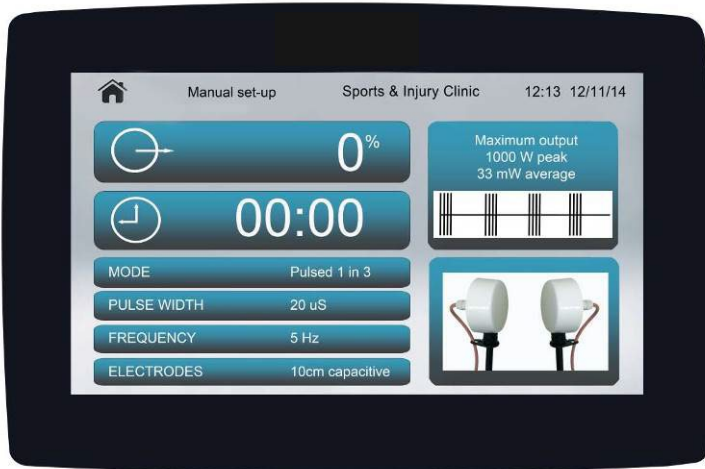 Manual set-up
Sports & Injury Clinic
12:13 12/11/14
0%
00:00
MODE Pulsed 1 in 3
PULSE WIDTH 20 uS
FREQUENCY 5 Hz
ELECTRODES 10cm capacitive
Maximum output
1000 W peak
33 mW average